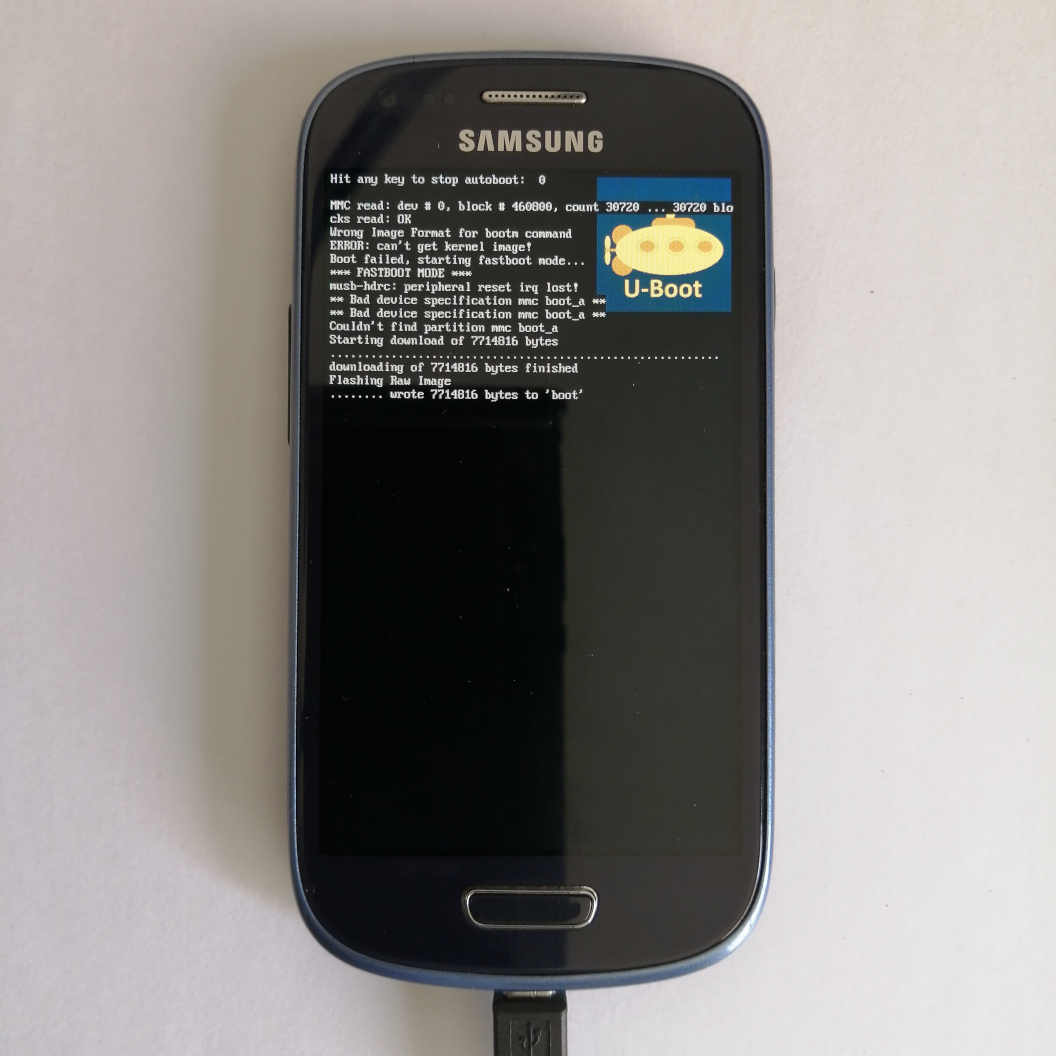 SAMSUNG
Hit any key to stop autoboot:  0
MMC read: dev # 0, block # 460800, count 30720 ... 30720 blo
cks read: OK
Wrong Image Format for bootm command
ERROR: can't get kernel image!
Boot failed, starting fastboot mode...
*** FASTBOOT MODE ***
musb-hdrc: peripheral reset irq lost!
** Bad device specification mmc boot_a **
** Bad device specification mmc boot_a **
Couldn't find partition mmc boot_a
Starting download of 7714816 bytes
..........................................................
downloading of 7714816 bytes finished
Flashing Raw Image
........ wrote 7714816 bytes to 'boot'
U-Boot